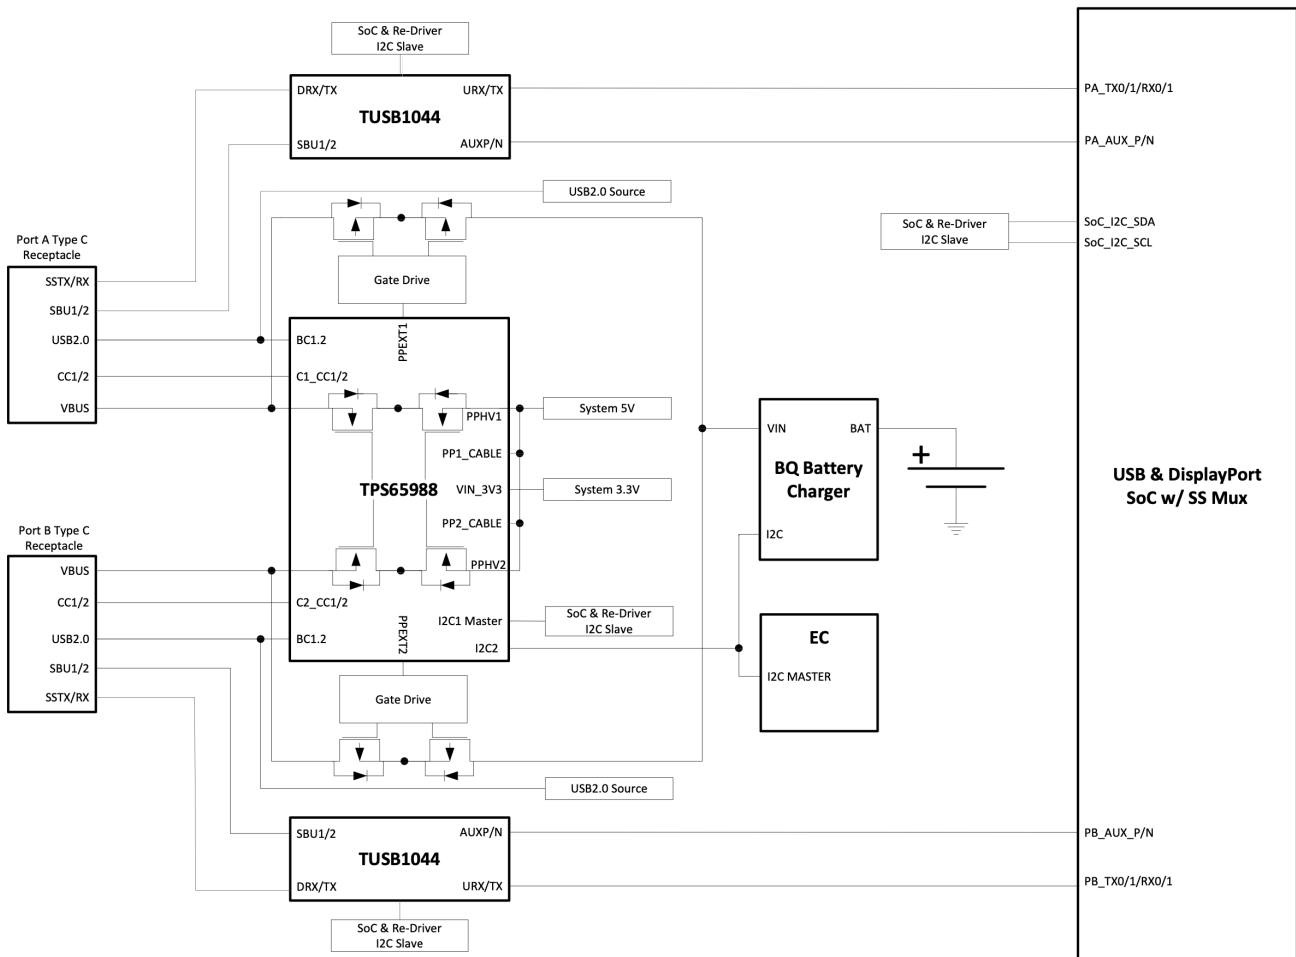 SoC & Re-Driver
I2C Slave
DRX/TX
URX/TX
TUSB1044
SBU1/2
AUXP/N
PA_TX0/1/RX0/1
PA_AUX_P/N
USB2.0 Source
SoC & Re-Driver
I2C Slave
SoC_I2C_SDA
SoC_I2C_SCL
Port A Type C
Receptacle
SSTX/RX
SBU1/2
USB2.0
CC1/2
VBUS
Gate Drive
PPEXT1
BC1.2
C1_CC1/2
PPHV1
PP1_CABLE
TPS65988
VIN_3V3
PP2_CABLE
PPHV2
C2_CC1/2
I2C1 Master
BC1.2
PPEXT2
I2C2
System 5V
System 3.3V
SoC & Re-Driver
I2C Slave
VIN
BAT
BQ Battery
Charger
I2C
+
EC
I2C MASTER
USB & DisplayPort
SoC w/ SS Mux
Port B Type C
Receptacle
VBUS
CC1/2
USB2.0
SBU1/2
SSTX/RX
Gate Drive
USB2.0 Source
SBU1/2
AUXP/N
TUSB1044
DRX/TX
URX/TX
PB_AUX_P/N
PB_TX0/1/RX0/1
SoC & Re-Driver
I2C Slave